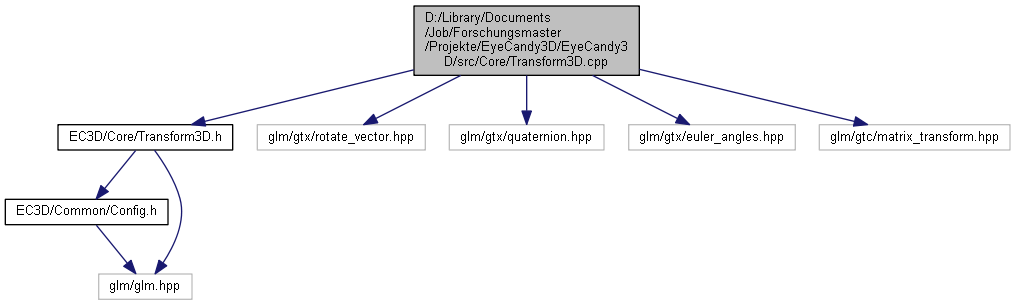 D:/Library/Documents
/Job/Forschungsmaster
/Projekte/EyeCandy3D/EyeCandy3
D/src/Core/Transform3D.cpp
EC3D/Core/Transform3D.h
glm/gtx/rotate_vector.hpp
glm/gtx/quaternion.hpp
glm/gtx/euler_angles.hpp
glm/gtc/matrix_transform.hpp
EC3D/Common/Config.h
glm/glm.hpp